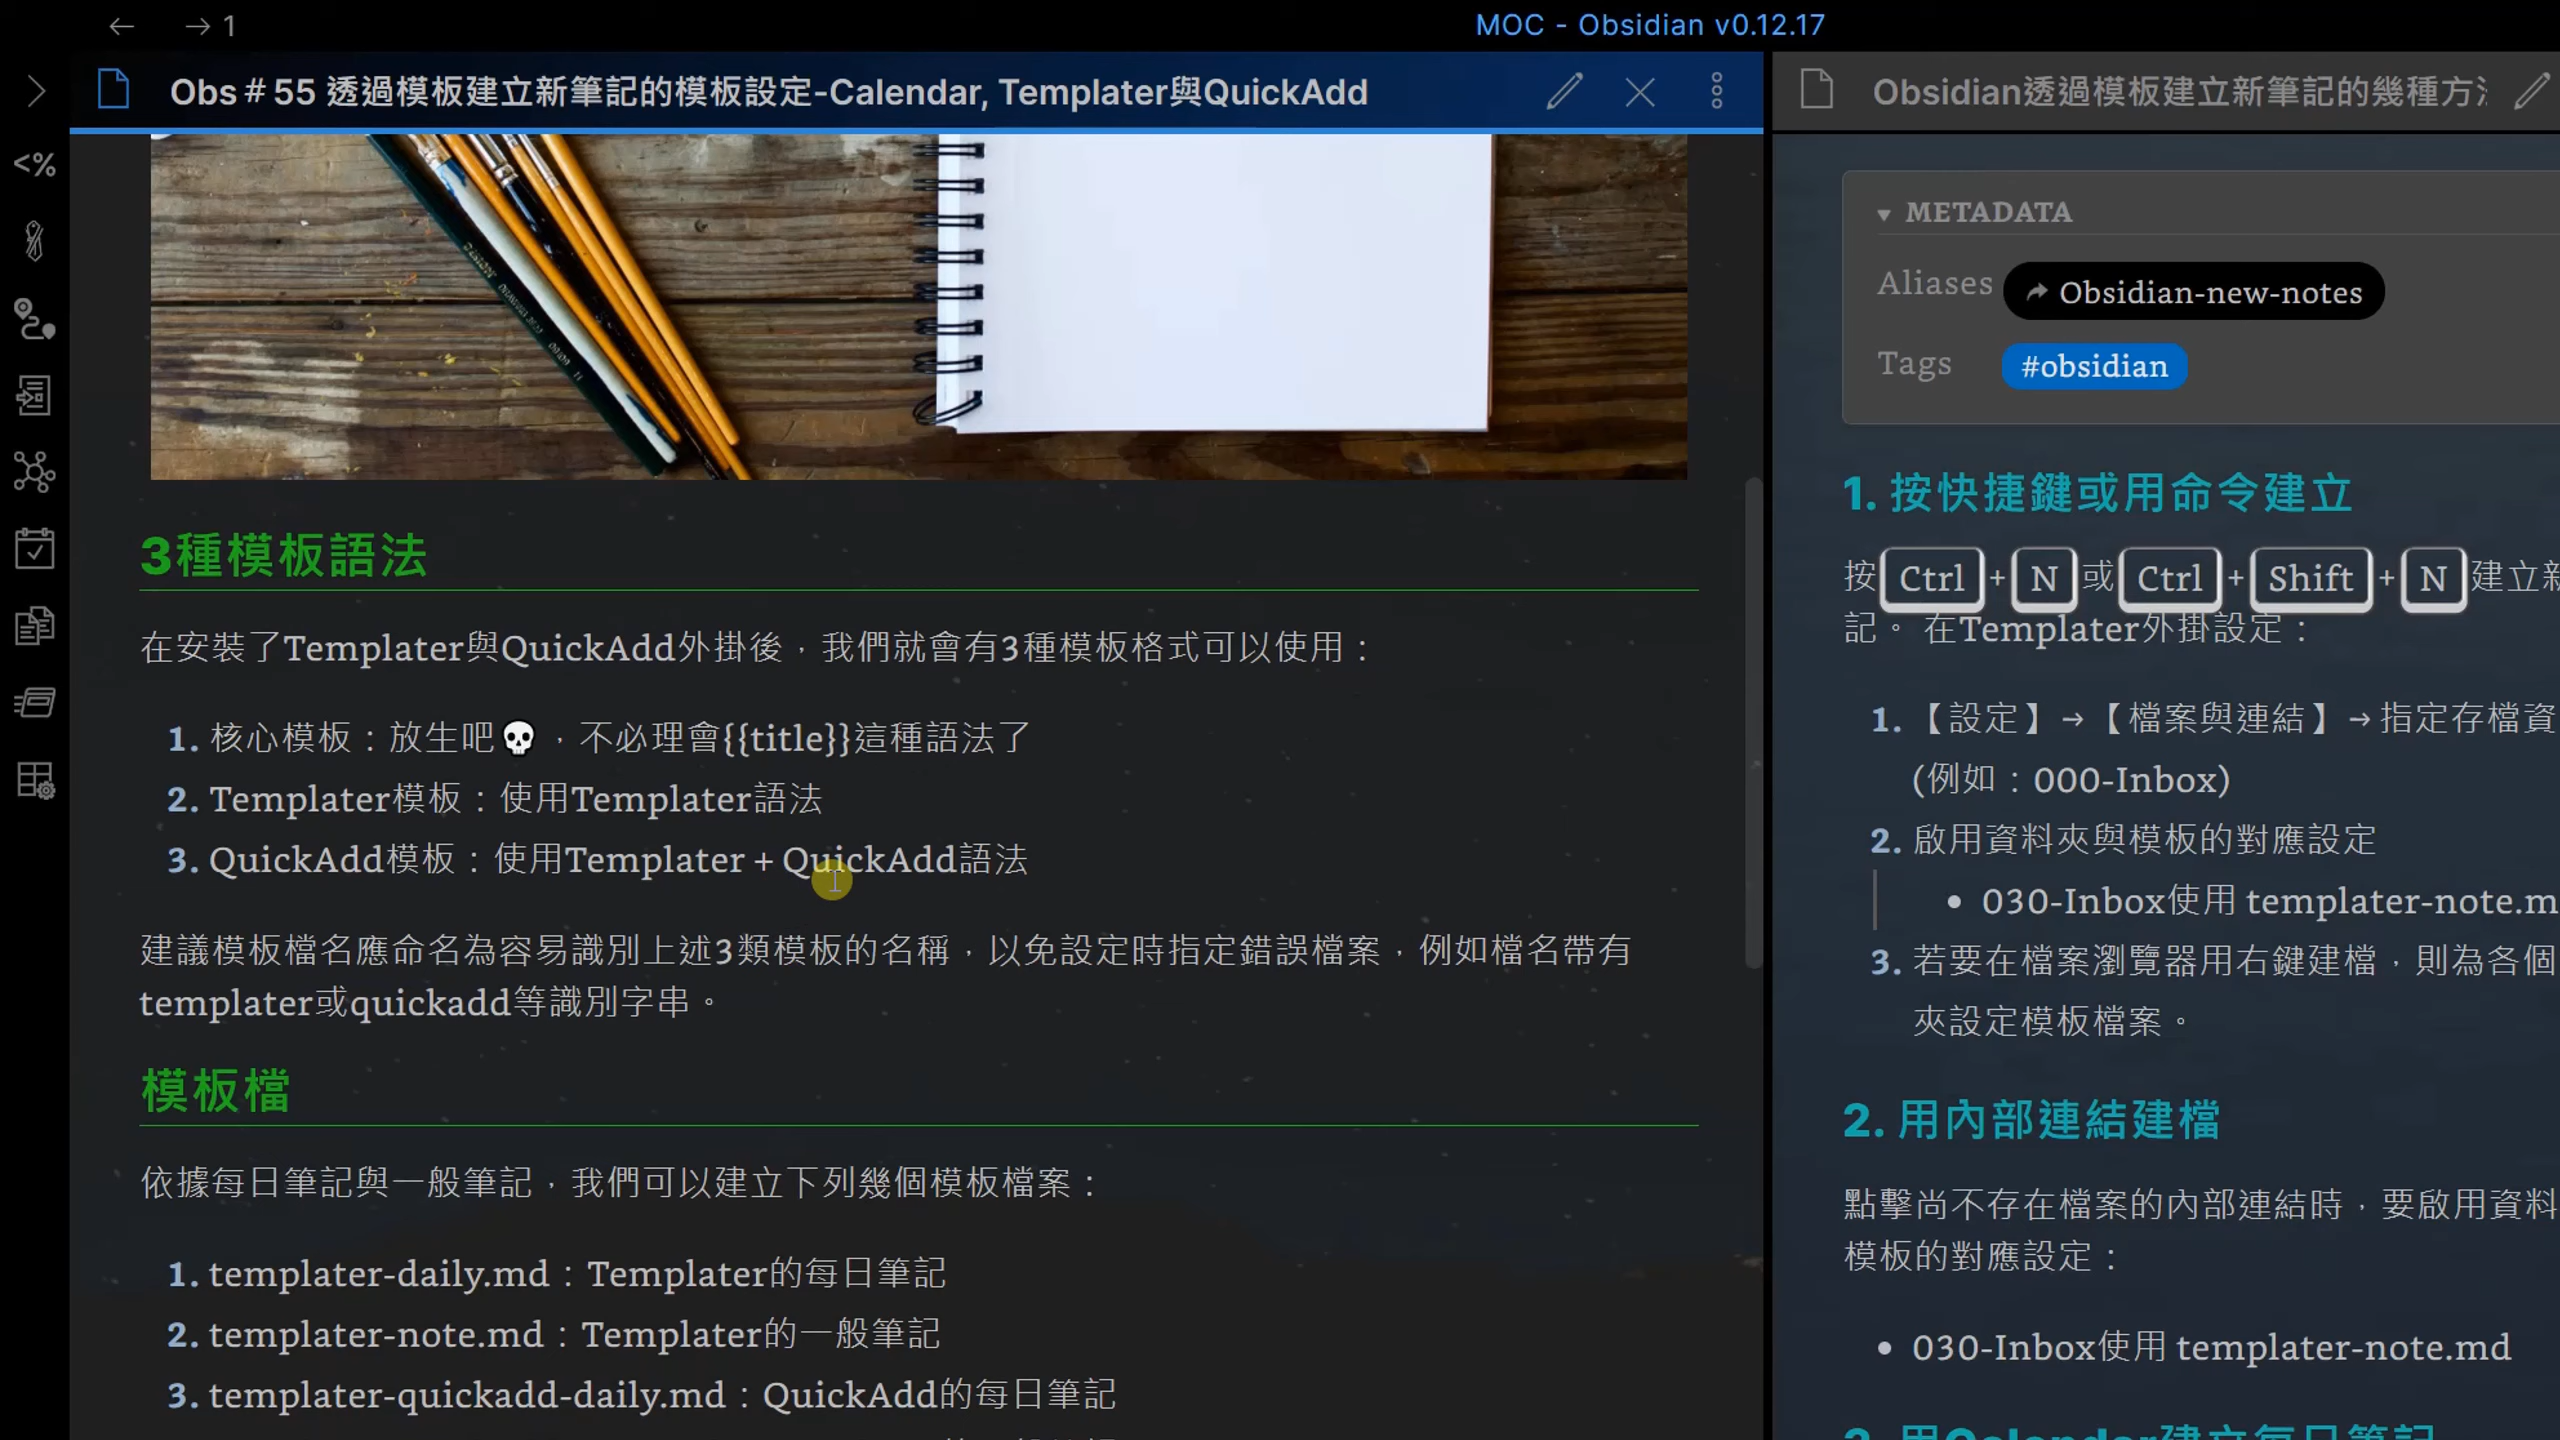 1
MOC - Obsidian v0.12.17
<%
Obs＃55 透過模板建立新筆記的模板設定-Calendar, Templater與QuickAdd
3種模板語法
在安裝了Templater與QuickAdd外掛後，我們就會有3種模板格式可以使用：
1. 核心模板：放生吧💀，不必理會{{title}}這種語法了
2. Templater模板：使用Templater語法
3. QuickAdd模板：使用Templater＋QuickAdd語法
建議模板檔名應命名為容易識別上述3類模板的名稱，以免設定時指定錯誤檔案，例如檔名帶有
templater或quickadd等識別字串。
模板檔
依據每日筆記與一般筆記，我們可以建立下列幾個模板檔案：
1. templater-daily.md：Templater的每日筆記
2. templater-note.md：Templater的一般筆記
3. templater-quickadd-daily.md：QuickAdd的每日筆記
Obsidian透過模板建立新筆記的幾種方
METADATA
Aliases Obsidian-new-notes
Tags #obsidian
1. 按快捷鍵或用命令建立
按 Ctrl + N 或 Ctrl + Shift + N 建立新
記。 在Templater外掛設定：
1. 【設定】→【檔案與連結】→指定存檔資
(例如：000-Inbox)
2. 啟用資料夾與模板的對應設定
• 030-Inbox使用 templater-note.m
3. 若要在檔案瀏覽器用右鍵建檔，則為各個
夾設定模板檔案。
2. 用內部連結建檔
點擊尚不存在檔案的內部連結時，要啟用資料
模板的對應設定：
• 030-Inbox使用 templater-note.md
3. 用Calendar建立每日筆記